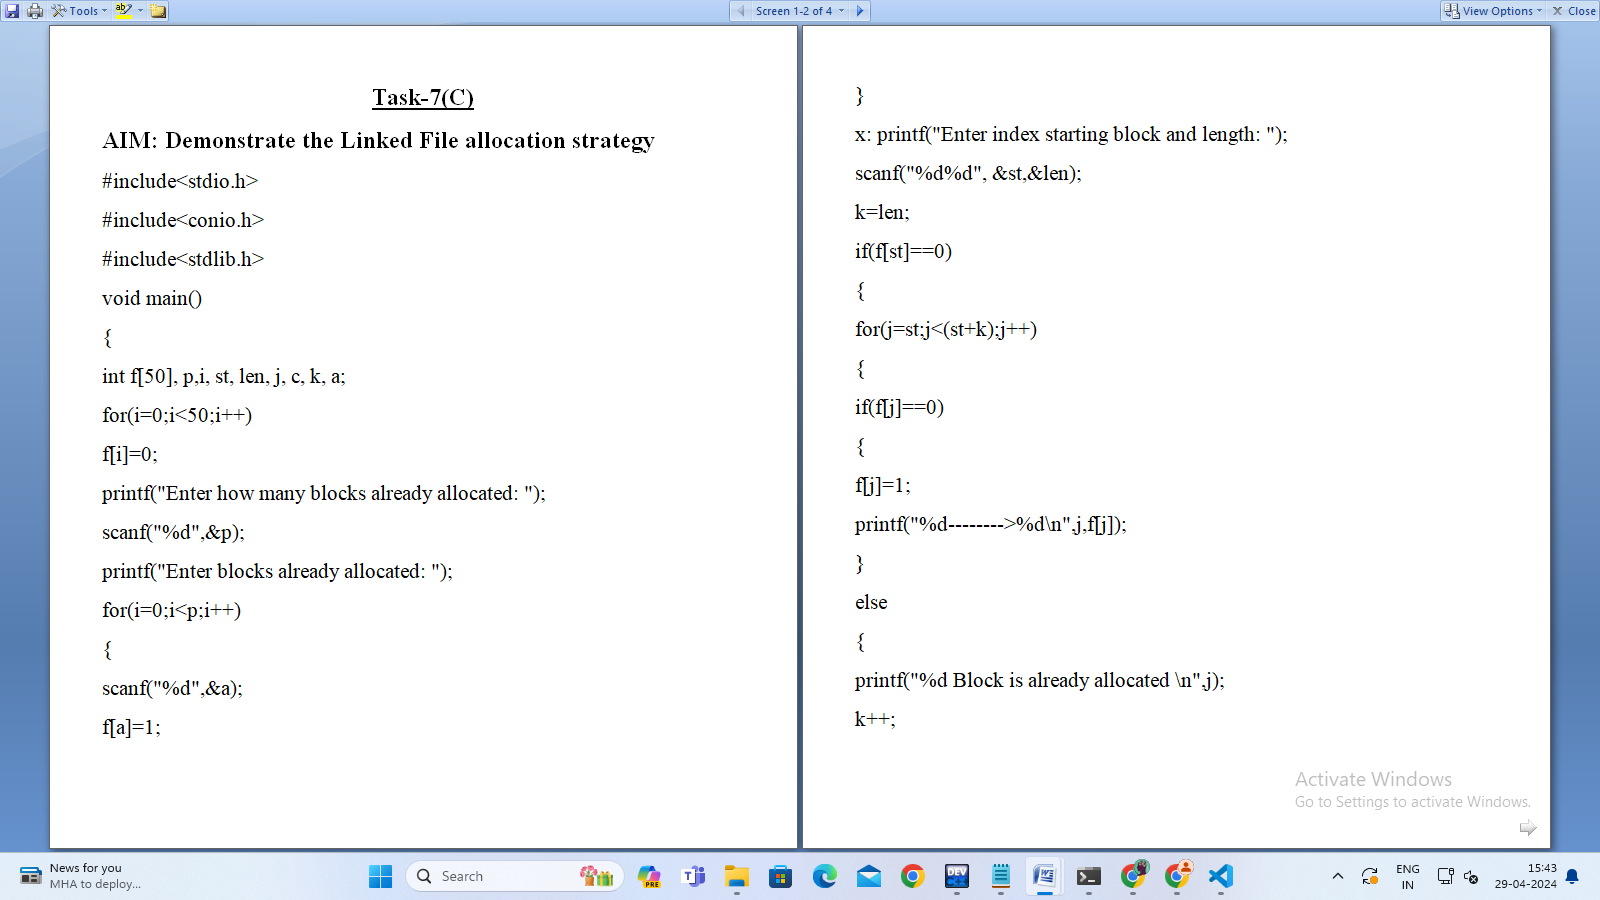 Tools
ab
Screen 1-2 of 4
View Options
Close
Task-7(C)
AIM: Demonstrate the Linked File allocation strategy
#include<stdio.h>
#include<conio.h>
#include<stdlib.h>
void main()
{
int f[50], p,i, st, len, j, c, k, a;
for(i=0;i<50;i++)
f[i]=0;
printf("Enter how many blocks already allocated: ");
scanf("%d",&p);
printf("Enter blocks already allocated: ");
for(i=0;i<p;i++)
{
scanf("%d",&a);
f[a]=1;
}
x: printf("Enter index starting block and length: ");
scanf("%d%d", &st,&len);
k=len;
if(f[st]==0)
{
for(j=st;j<(st+k);j++)
{
if(f[j]==0)
{
f[j]=1;
printf("%d-------->%d\n",j,f[j]);
}
else
{
printf("%d Block is already allocated \n",j);
k++;
Activate Windows
Go to Settings to activate Windows.
News for you
MHA to deploy...
Search
PRE
DEV
ENG
IN
15:43
29-04-2024